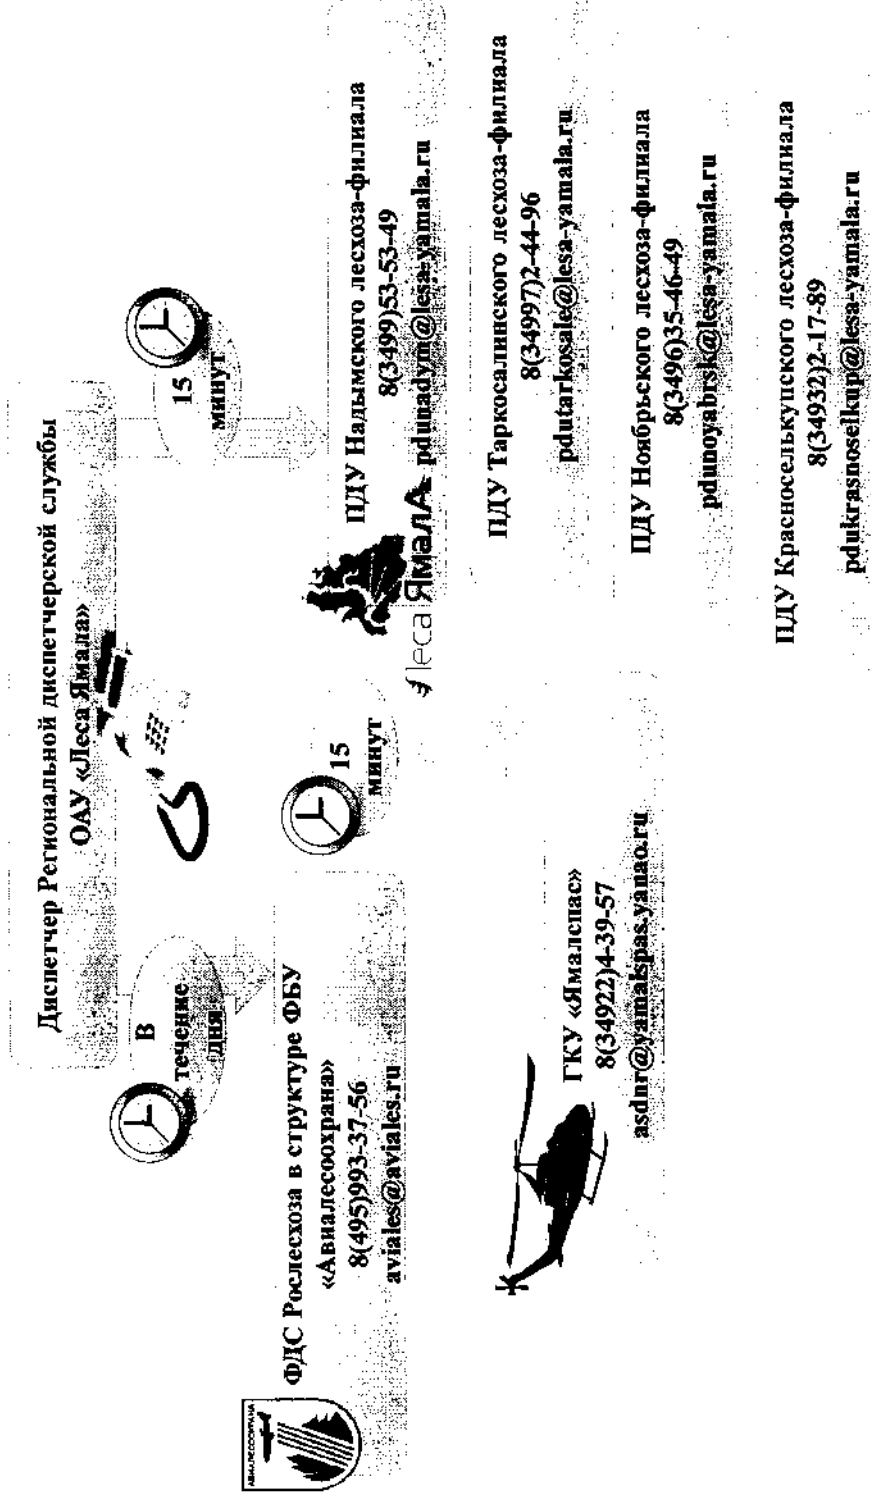 Диспетчер Региональной диспетчерской службы
ОАУ «Леса Ямала»
В
течение
дня
15
минут
15
минут
АВИАЛЕСООХРАНА
ФДС Рослесхоза в структуре ФБУ
«Авиалесоохрана»
8(495)993-37-56
aviales@aviales.ru
Леса ЯмалА
ПДУ Надымского лесхоза-филиала
8(3499)53-53-49
pdunadym@lesa-yamala.ru
ПДУ Таркосалинского лесхоза-филиала
8(34997)2-44-96
pdutarkosale@lesa-yamala.ru
ГКУ «Ямалспас»
8(34922)4-39-57
asdnr@yamalspas.yanao.ru
ПДУ Ноябрьского лесхоза-филиала
8(3496)35-46-49
pdunoyabrsk@lesa-yamala.ru
ПДУ Красноселькупского лесхоза-филиала
8(34932)2-17-89
pdukrasnoselkup@lesa-yamala.ru